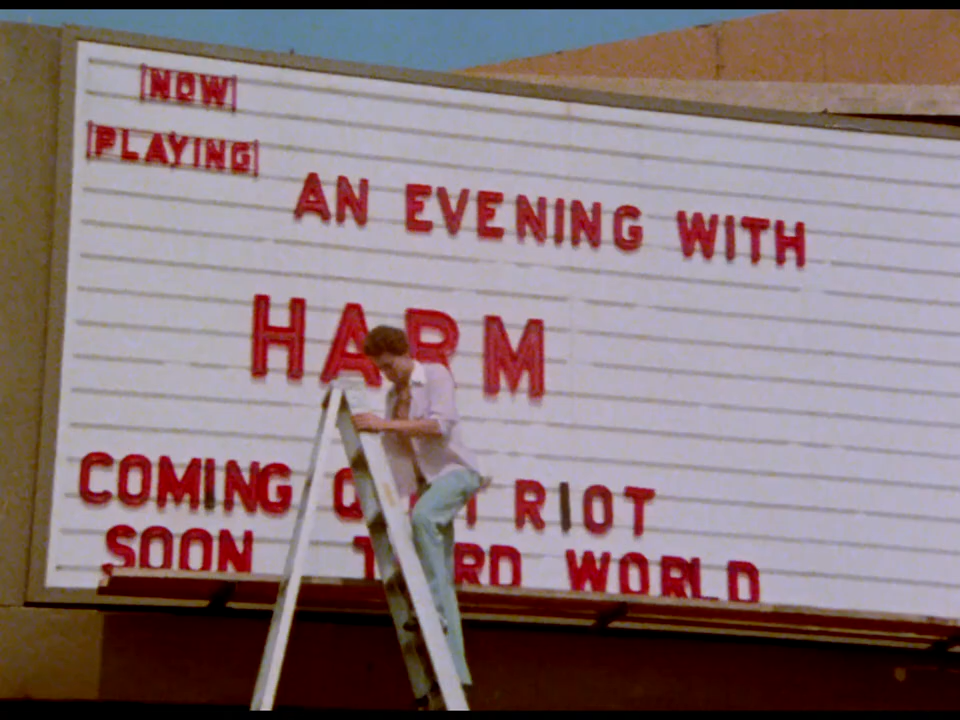 NOW
PLAYING
AN EVENING WITH
HARM
COMING RIOT
SOON WORLD